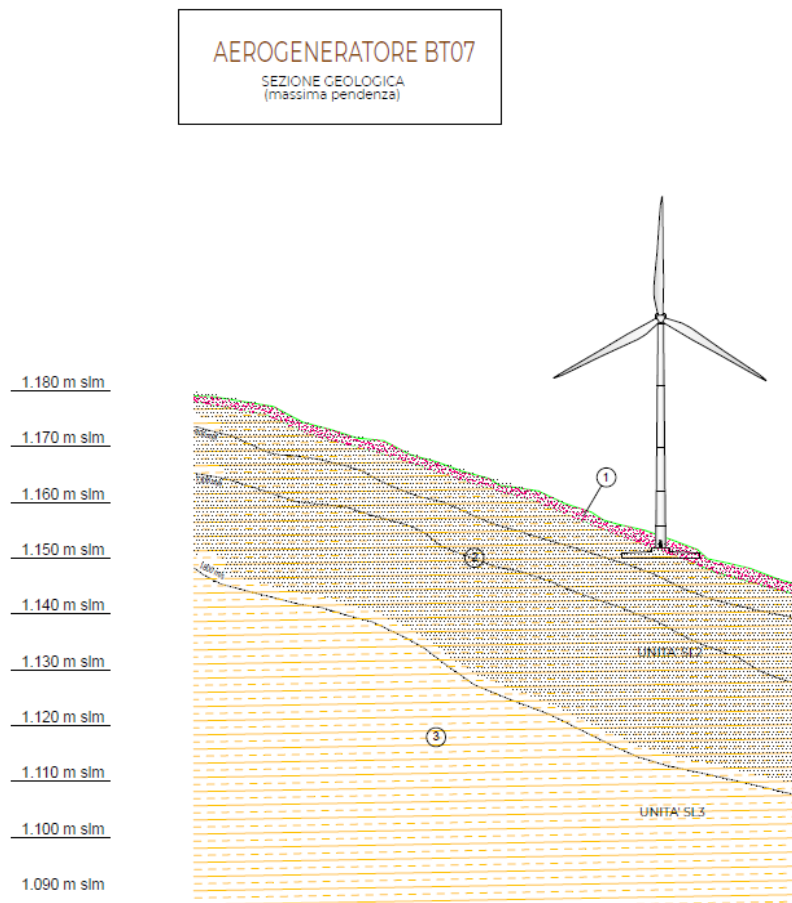 AEROGENERATORE BT07
SEZIONE GEOLOGICA
(massima pendenza)
1.180 m slm
1.170 m slm
1
1.160 m slm
1.150 m slm
2
1.140 m slm
1.130 m slm
UNITA' SL2
1.120 m slm
3
1.110 m slm
UNITA' SL3
1.100 m slm
1.090 m slm